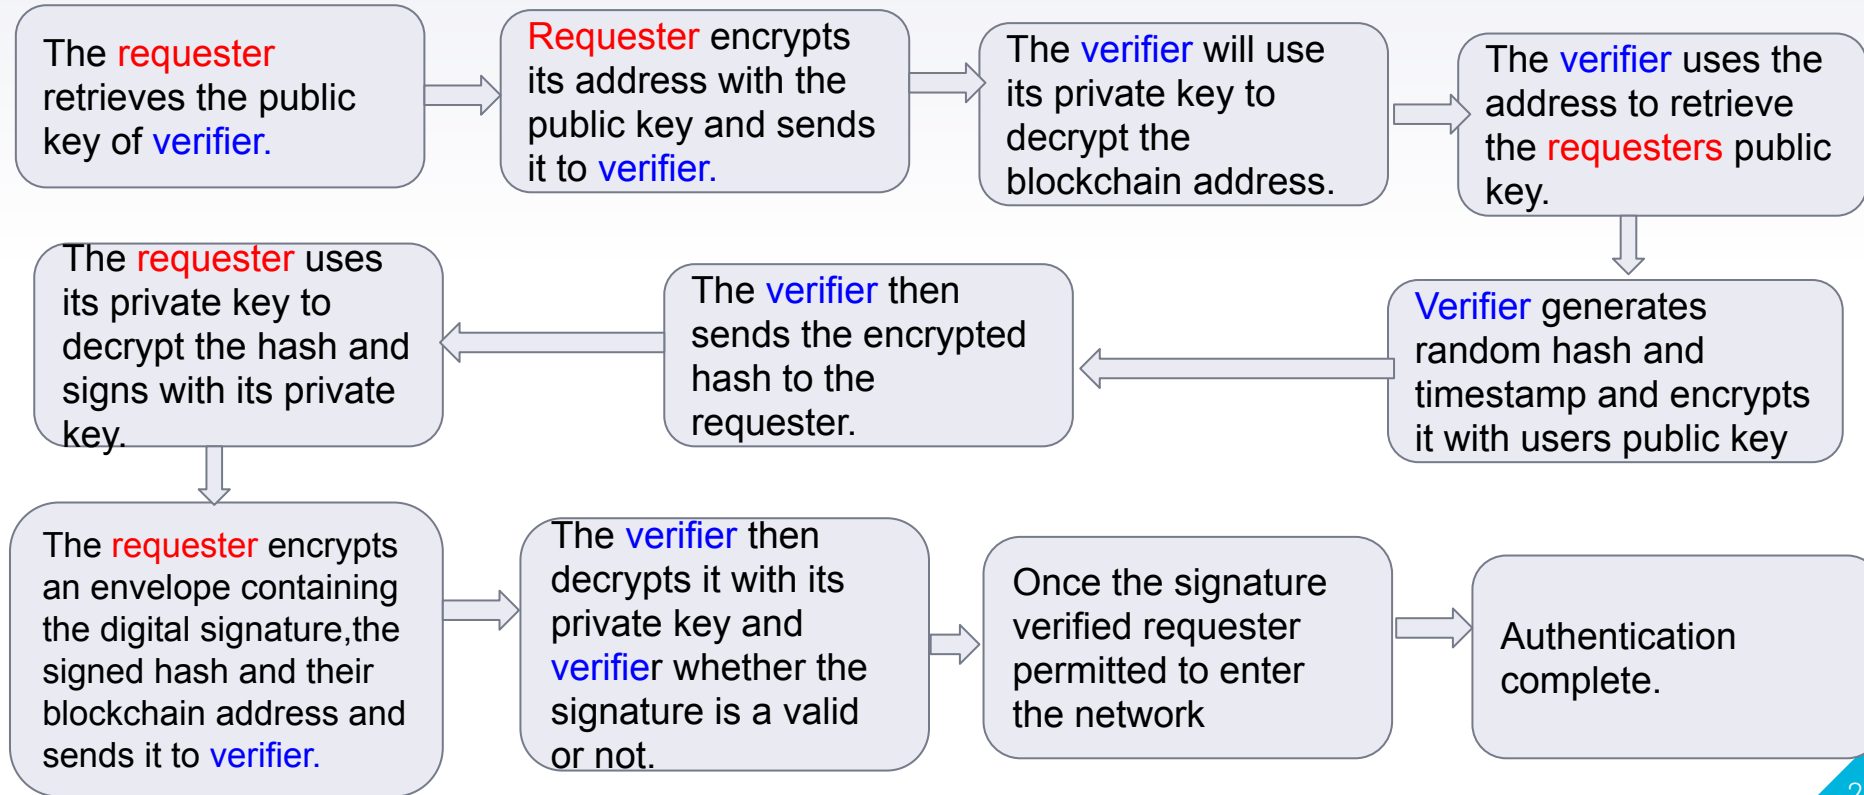 The requester
retrieves the public
key of verifier.
Requester encrypts
its address with the
public key and sends
it to verifier.
The verifier will use
its private key to
decrypt the
blockchain address.
The verifier uses the
address to retrieve
the requesters public
key.
Verifier generates
random hash and
timestamp and encrypts
it with users public key
The verifier then
sends the encrypted
hash to the
requester.
The requester uses
its private key to
decrypt the hash and
signs with its private
key.
The requester encrypts
an envelope containing
the digital signature,the
signed hash and their
blockchain address and
sends it to verifier.
The verifier then
decrypts it with its
private key and
verifier whether the
signature is a valid
or not.
Once the signature
verified requester
permitted to enter
the network
Authentication
complete.